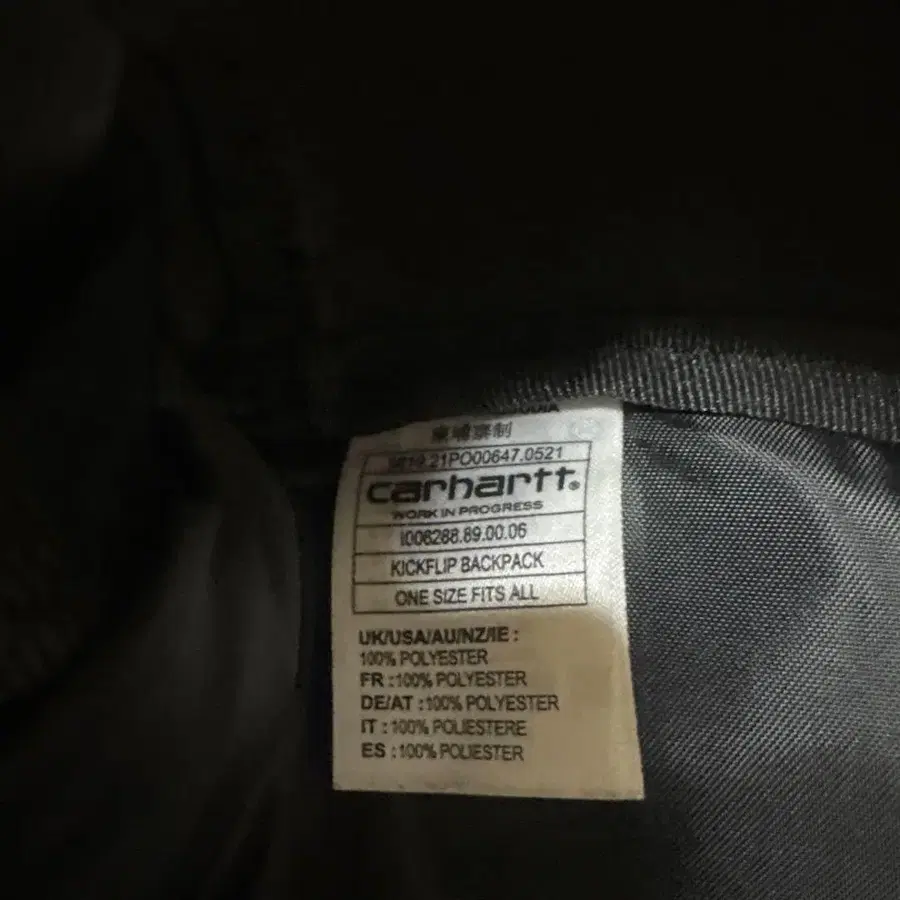 柬埔寨制
21PO00647.0521
carhartt®
WORK IN PROGRESS
I006288.89.00.06
KICKFLIP BACKPACK
ONE SIZE FITS ALL
UK/USA/AU/NZ/IE :
100% POLYESTER
FR :100% POLYESTER
DE/AT :100% POLYESTER
IT : 100% POLIESTERE
ES :100% POLIESTER